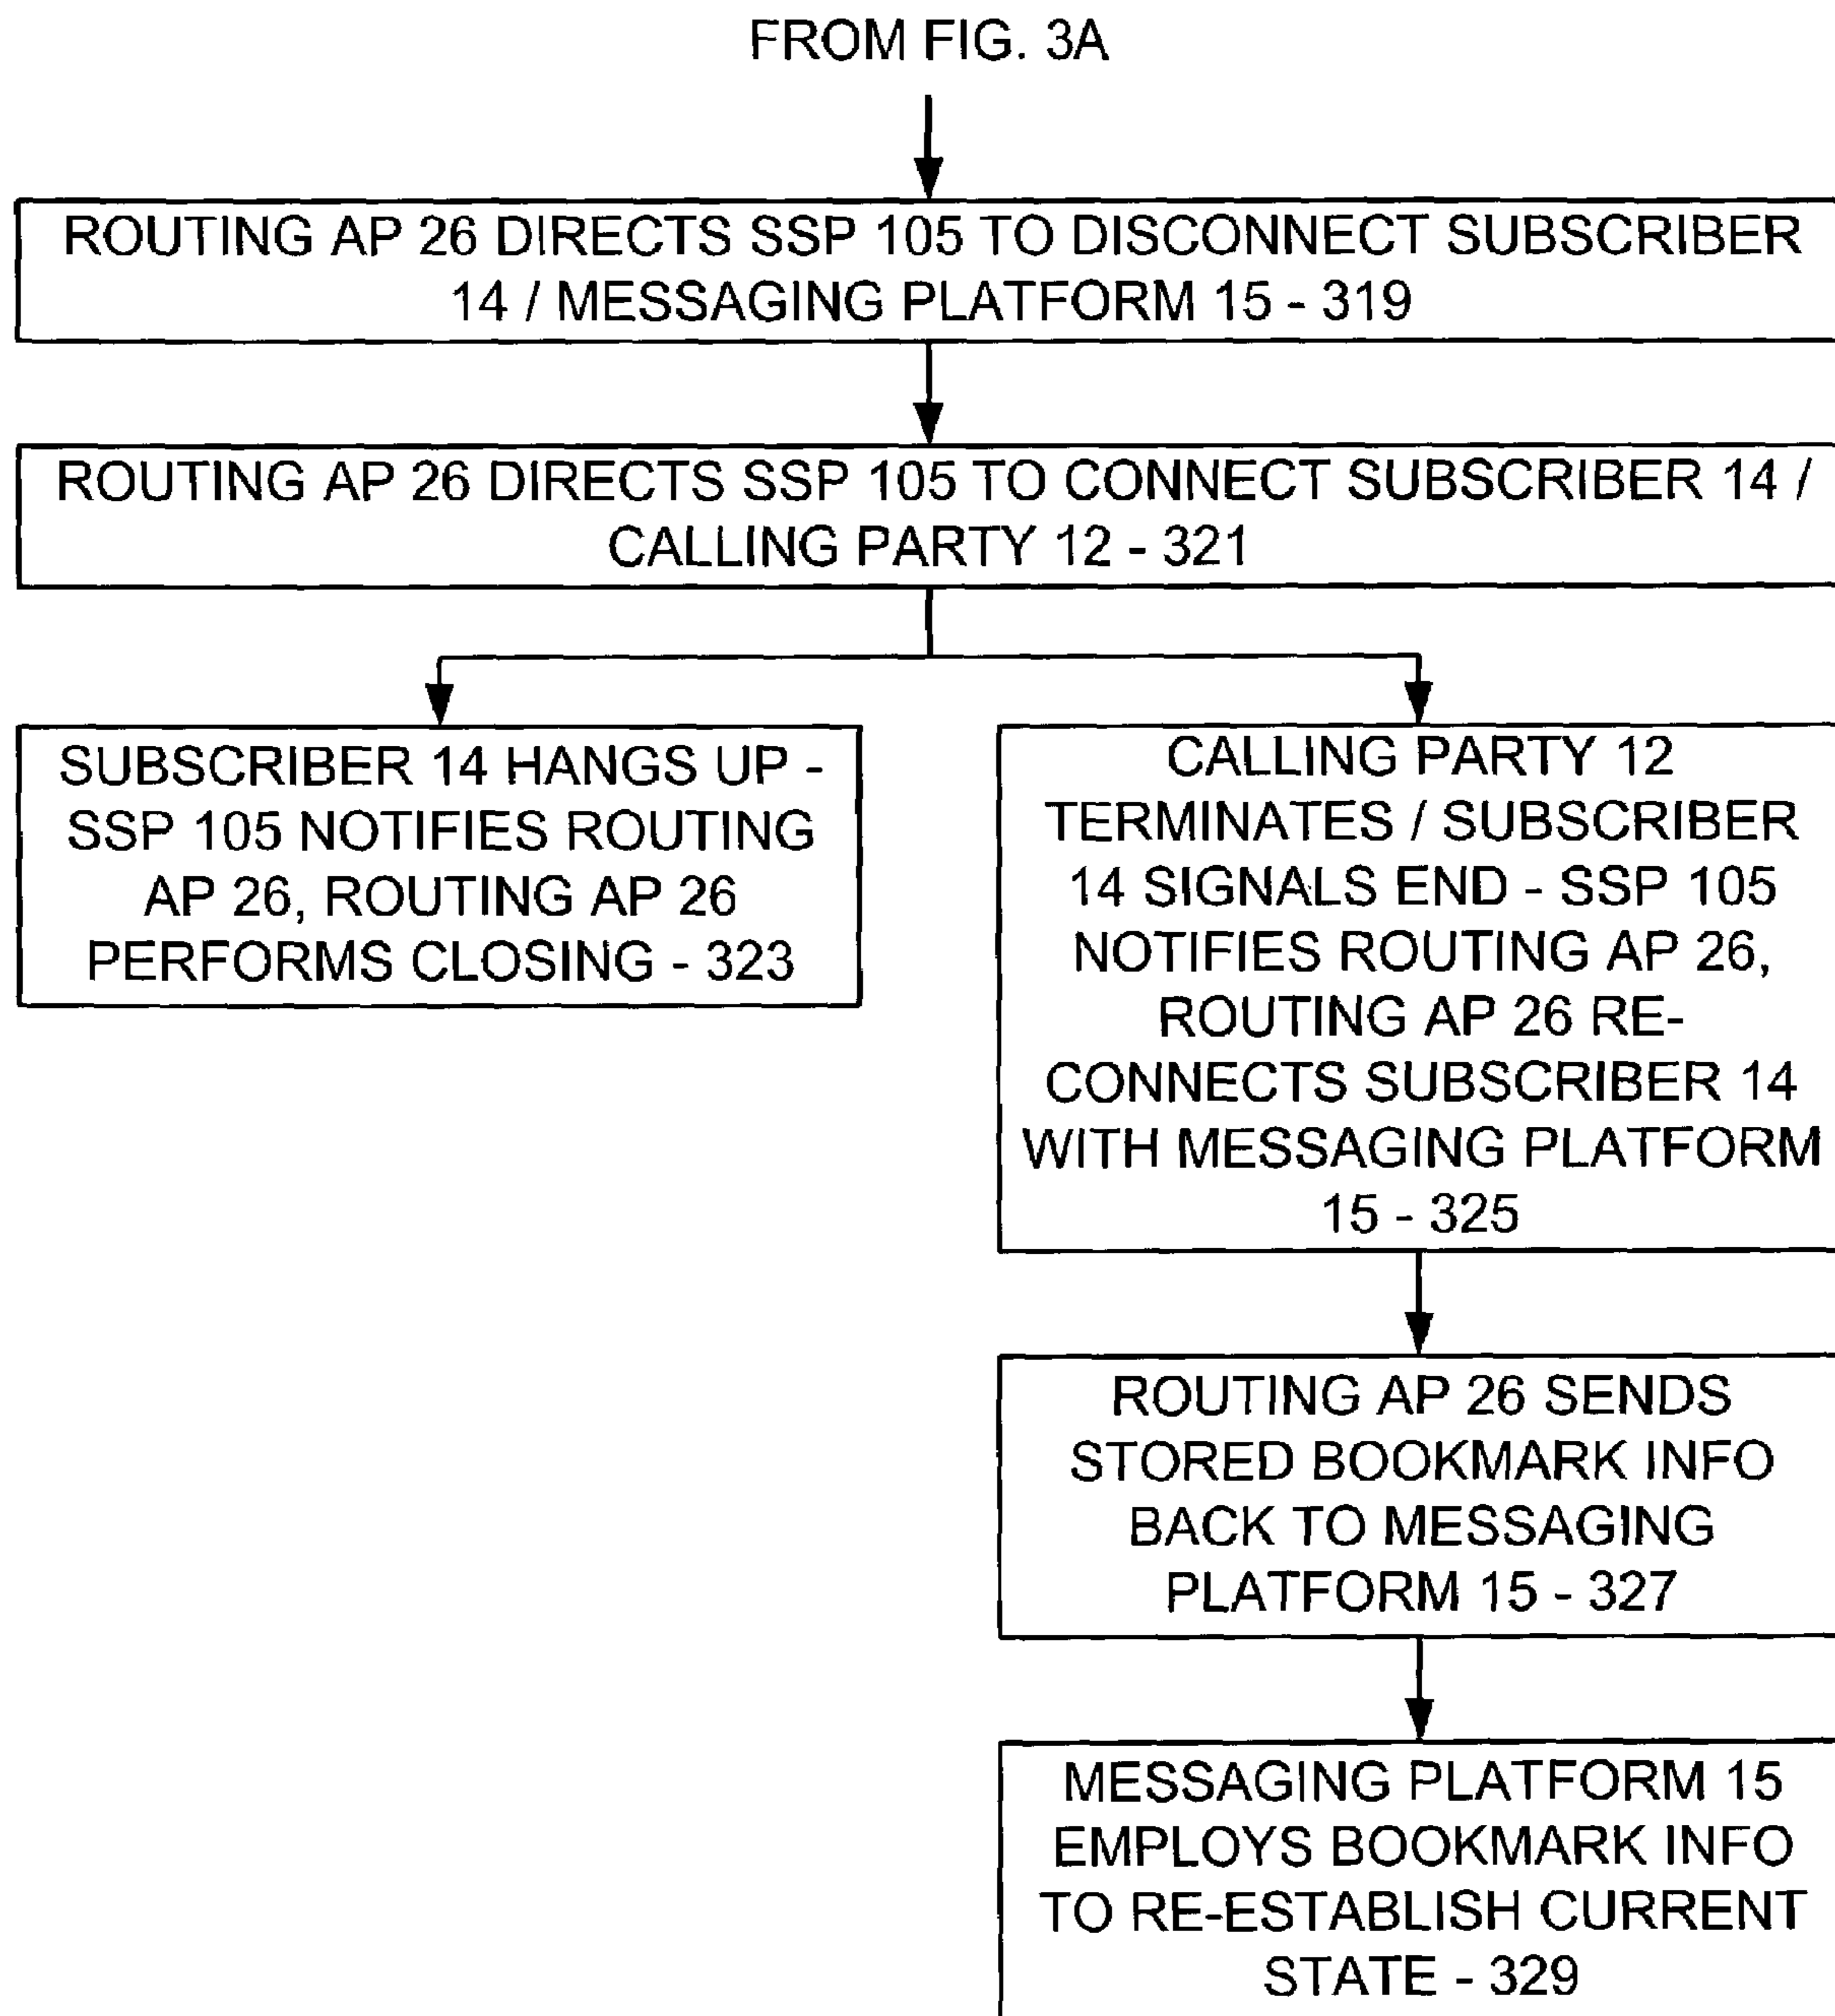 FROM FIG. 3A
ROUTING AP 26 DIRECTS SSP 105 TO DISCONNECT SUBSCRIBER
14 / MESSAGING PLATFORM 15 - 319
ROUTING AP 26 DIRECTS SSP 105 TO CONNECT SUBSCRIBER 14 /
CALLING PARTY 12 - 321
SUBSCRIBER 14 HANGS UP -
SSP 105 NOTIFIES ROUTING
AP 26, ROUTING AP 26
PERFORMS CLOSING - 323
CALLING PARTY 12
TERMINATES / SUBSCRIBER
14 SIGNALS END - SSP 105
NOTIFIES ROUTING AP 26,
ROUTING AP 26 RE-
CONNECTS SUBSCRIBER 14
WITH MESSAGING PLATFORM
15 - 325
ROUTING AP 26 SENDS
STORED BOOKMARK INFO
BACK TO MESSAGING
PLATFORM 15 - 327
MESSAGING PLATFORM 15
EMPLOYS BOOKMARK INFO
TO RE-ESTABLISH CURRENT
STATE - 329